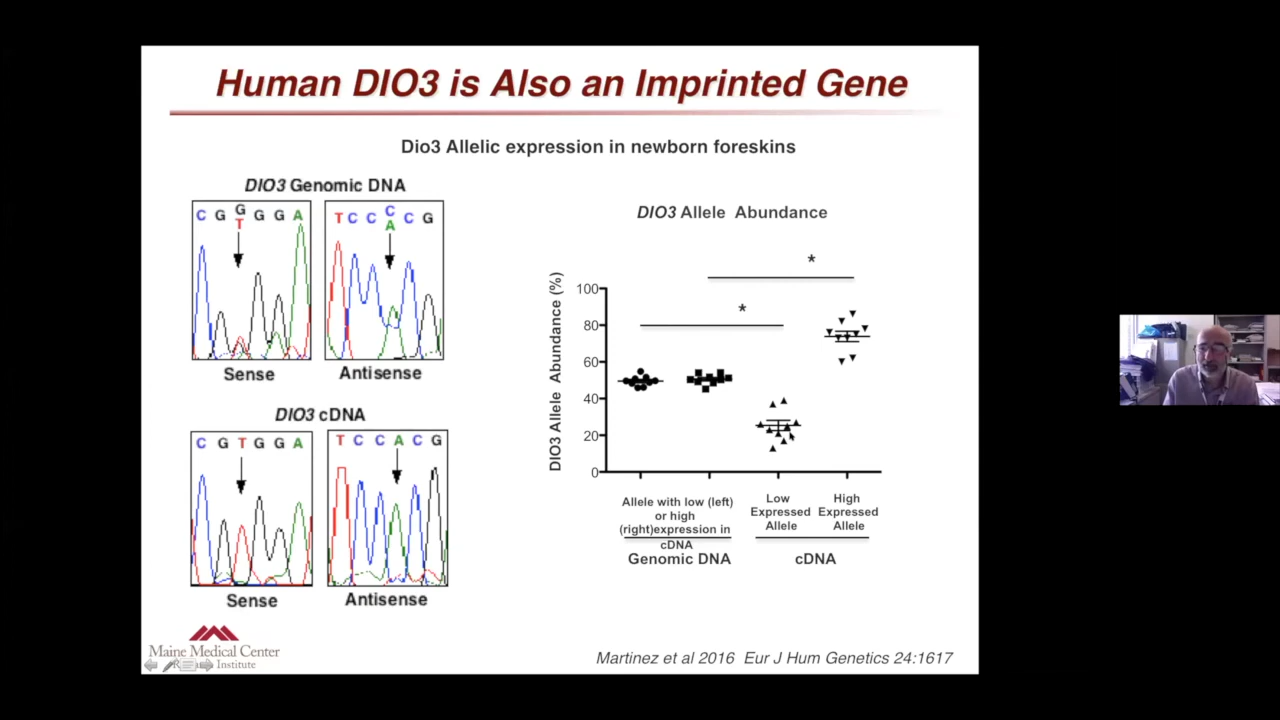 Human DIO3 is Also an Imprinted Gene
Dio3 Allelic expression in newborn foreskins
DIO3 Genomic DNA
C G G G G A
T
T C C C C G
A
Sense
Antisense
DIO3 cDNA
C G T G G A
T C C A C G
Sense
Antisense
DIO3 Allele Abundance
*
*
DIO3 Allele Abundance (%)
100
80
60
40
20
0
Allele with low (left)
or high
(right)expression in
cDNA
Genomic DNA
Low
Expressed
Allele
High
Expressed
Allele
cDNA
Maine Medical Center
Institute
Martinez et al 2016 Eur J Hum Genetics 24:1617